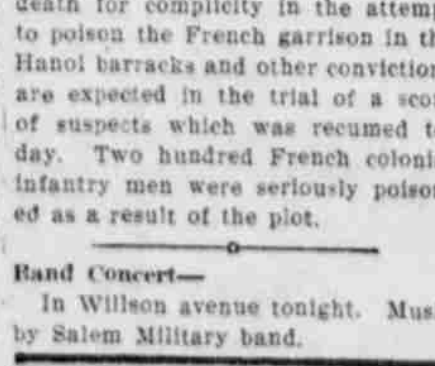 death for complicity in the attemp
to poison the French garrison in th
Hanoi barracks and other conviction
are expected in the trial of a scor
of suspects which was recumed t
day. Two hundred French coloni
infantry men were seriously poison
ed as a result of the plot.
Band Concert—
In Willson avenue tonight. Mus
by Salem Military band.